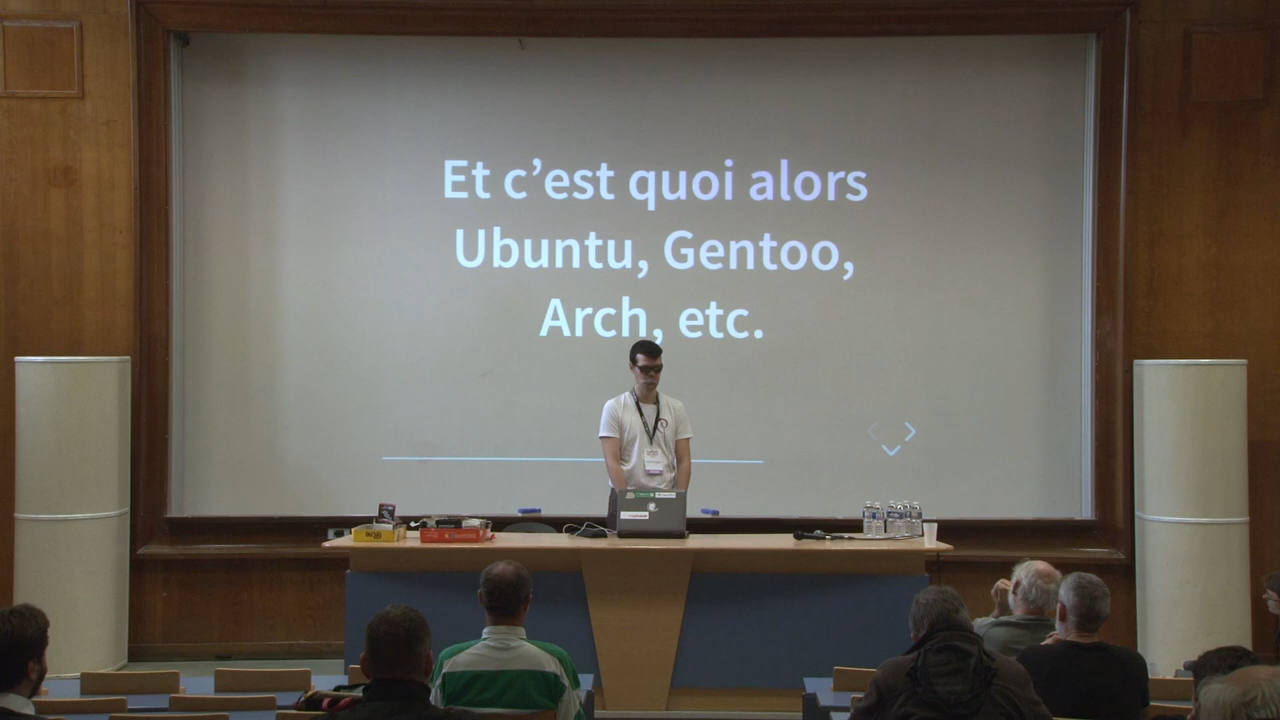 Et c’est quoi alors
Ubuntu, Gentoo,
Arch, etc.